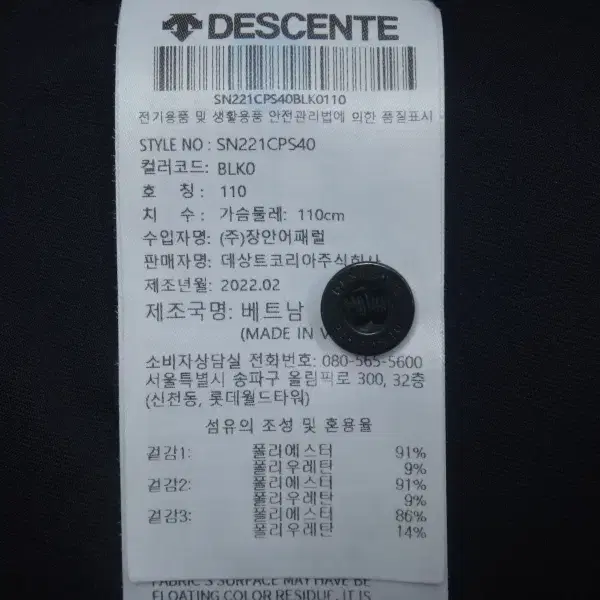 DESCENTE
SN221CPS40BLK0110
전기용품 및 생활용품 안전관리법에 의한 품질표시
STYLE NO : SN221CPS40
컬러코드: BLK0
호 칭 : 110
치 수 : 가슴둘레: 110cm
수입자명: (주)장안어패럴
판매자명: 데상트코리아주식회사
제조년월: 2022.02
제조국명: 베트남
(MADE IN
소비자상담실 전화번호: 080-565-5600
서울특별시 송파구 올림픽로 300, 32층
(신천동, 롯데월드타워)
섬유의 조성 및 혼용율
겉감1: 폴리에스터 91%
폴리우레탄 9%
겉감2: 폴리에스터 91%
폴리우레탄 9%
겉감3: 폴리에스터 86%
폴리우레탄 14%
FABRIC'S SURFACE MAY HAVE BE
FLOATING COLOR RESIDUE. IT IS